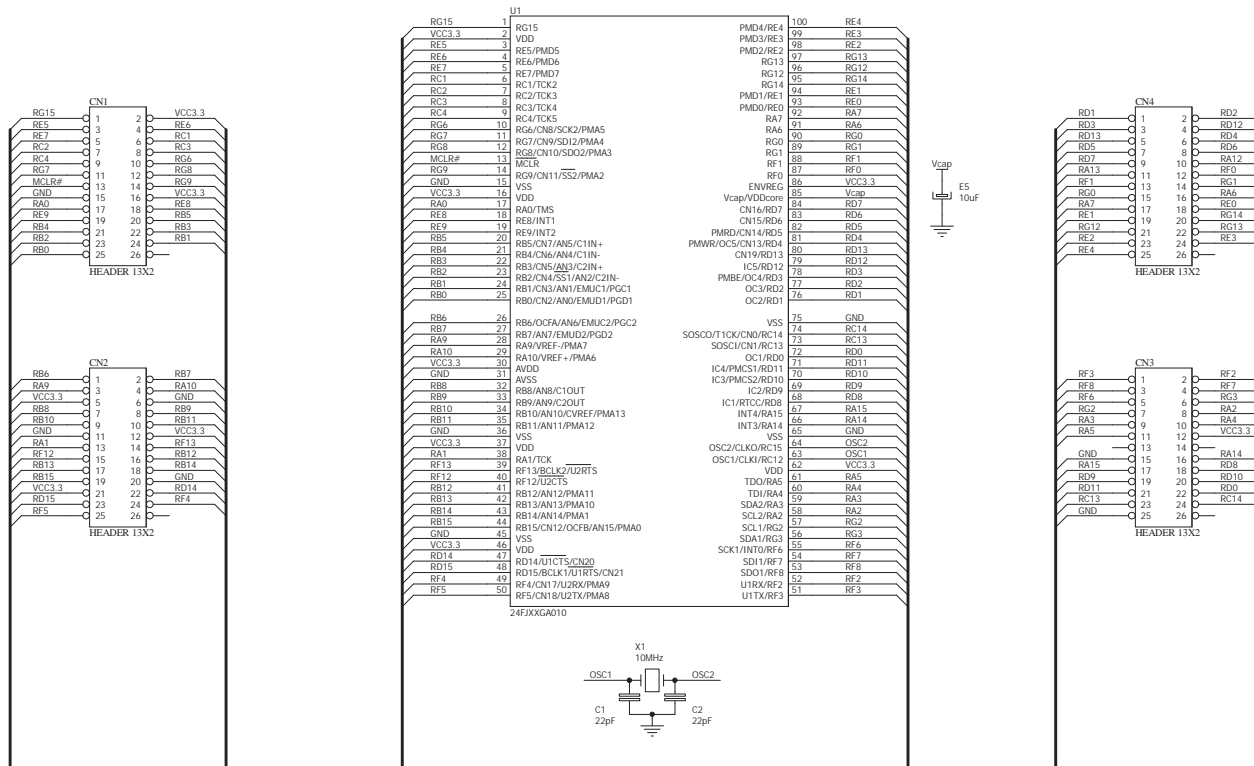 CN1
RG15 1 2 VCC3.3
RE5 3 4 RE6
RE7 5 6 RC1
RC2 7 8 RC3
RC4 9 10 RG6
RG7 11 12 RG8
MCLR# 13 14 RG9
GND 15 16 VCC3.3
RA0 17 18 RE8
RE9 19 20 RB5
RB4 21 22 RB3
RB2 23 24 RB1
RB0 25 26
HEADER 13X2
CN2
RB6 1 2 RB7
RA9 3 4 RA10
VCC3.3 5 6 GND
RB8 7 8 RB9
RB10 9 10 RB11
GND 11 12 VCC3.3
RA1 13 14 RF13
RF12 15 16 RB12
RB13 17 18 RB14
RB15 19 20 GND
VCC3.3 21 22 RD14
RD15 23 24 RF4
RF5 25 26
HEADER 13X2
U1
RG15 1 RG15 PMD4/RE4 100 RE4
VCC3.3 2 VDD PMD3/RE3 99 RE3
RE5 3 RE5/PMD5 PMD2/RE2 98 RE2
RE6 4 RE6/PMD6 RG13 97 RG13
RE7 5 RE7/PMD7 RG12 96 RG12
RC1 6 RC1/TCK2 RG14 95 RG14
RC2 7 RC2/TCK3 PMD1/RE1 94 RE1
RC3 8 RC3/TCK4 PMD0/RE0 93 RE0
RC4 9 RC4/TCK5 RA7 92 RA7
RG6 10 RG6/CN8/SCK2/PMA5 RA6 91 RA6
RG7 11 RG7/CN9/SDI2/PMA4 RG0 90 RG0
RG8 12 RG8/CN10/SDO2/PMA3 RG1 89 RG1
MCLR# 13 MCLR RF1 88 RF1
RG9 14 RG9/CN11/SS2/PMA2 RF0 87 RF0
GND 15 VSS ENVREG 86 VCC3.3
VCC3.3 16 VDD Vcap/VDDcore 85 Vcap
RA0 17 RA0/TMS CN16/RD7 84 RD7
RE8 18 RE8/INT1 CN15/RD6 83 RD6
RE9 19 RE9/INT2 PMRD/CN14/RD5 82 RD5
RB5 20 RB5/CN7/AN5/C1IN+ PMWR/OC5/CN13/RD4 81 RD4
RB4 21 RB4/CN6/AN4/C1IN- CN19/RD13 80 RD13
RB3 22 RB3/CN5/AN3/C2IN+ IC5/RD12 79 RD12
RB2 23 RB2/CN4/SS1/AN2/C2IN- PMBE/OC4/RD3 78 RD3
RB1 24 RB1/CN3/AN1/EMUC1/PGC1 OC3/RD2 77 RD2
RB0 25 RB0/CN2/AN0/EMUD1/PGD1 OC2/RD1 76 RD1
RB6 26 RB6/OCFA/AN6/EMUC2/PGC2 VSS 75 GND
RB7 27 RB7/AN7/EMUD2/PGD2 SOSCO/T1CK/CN0/RC14 74 RC14
RA9 28 RA9/VREF-/PMA7 SOSCI/CN1/RC13 73 RC13
RA10 29 RA10/VREF+/PMA6 OC1/RD0 72 RD0
VCC3.3 30 AVDD IC4/PMCS1/RD11 71 RD11
GND 31 AVSS IC3/PMCS2/RD10 70 RD10
RB8 32 RB8/AN8/C1OUT IC2/RD9 69 RD9
RB9 33 RB9/AN9/C2OUT IC1/RTCC/RD8 68 RD8
RB10 34 RB10/AN10/CVREF/PMA13 INT4/RA15 67 RA15
RB11 35 RB11/AN11/PMA12 INT3/RA14 66 RA14
GND 36 VSS VSS 65 GND
VCC3.3 37 VDD OSC2/CLKO/RC15 64 OSC2
RA1 38 RA1/TCK OSC1/CLKI/RC12 63 OSC1
RF13 39 RF13/BCLK2/U2RTS VDD 62 VCC3.3
RF12 40 RF12/U2CTS TDO/RA5 61 RA5
RB12 41 RB12/AN12/PMA11 TDI/RA4 60 RA4
RB13 42 RB13/AN13/PMA10 SDA2/RA3 59 RA3
RB14 43 RB14/AN14/PMA1 SCL2/RA2 58 RA2
RB15 44 RB15/CN12/OCFB/AN15/PMA0 SCL1/RG2 57 RG2
GND 45 VSS SDA1/RG3 56 RG3
VCC3.3 46 VDD SCK1/INT0/RF6 55 RF6
RD14 47 RD14/U1CTS/CN20 SDI1/RF7 54 RF7
RD15 48 RD15/BCLK1/U1RTS/CN21 SDO1/RF8 53 RF8
RF4 49 RF4/CN17/U2RX/PMA9 U1RX/RF2 52 RF2
RF5 50 RF5/CN18/U2TX/PMA8 U1TX/RF3 51 RF3
24FJXXGA010
X1
10MHz
OSC1 OSC2
C1 C2
22pF 22pF
Vcap
E5
10uF
CN4
RD1 1 2 RD2
RD3 3 4 RD12
RD13 5 6 RD4
RD5 7 8 RD6
RD7 9 10 RA12
RA13 11 12 RF0
RF1 13 14 RG1
RG0 15 16 RA6
RA7 17 18 RE0
RE1 19 20 RG14
RG12 21 22 RG13
RE2 23 24 RE3
RE4 25 26
HEADER 13X2
CN3
RF3 1 2 RF2
RF8 3 4 RF7
RF6 5 6 RG3
RG2 7 8 RA2
RA3 9 10 RA4
RA5 11 12 VCC3.3
13 14
GND 15 16 RA14
RA15 17 18 RD8
RD9 19 20 RD10
RD11 21 22 RD0
RC13 23 24 RC14
GND 25 26
HEADER 13X2